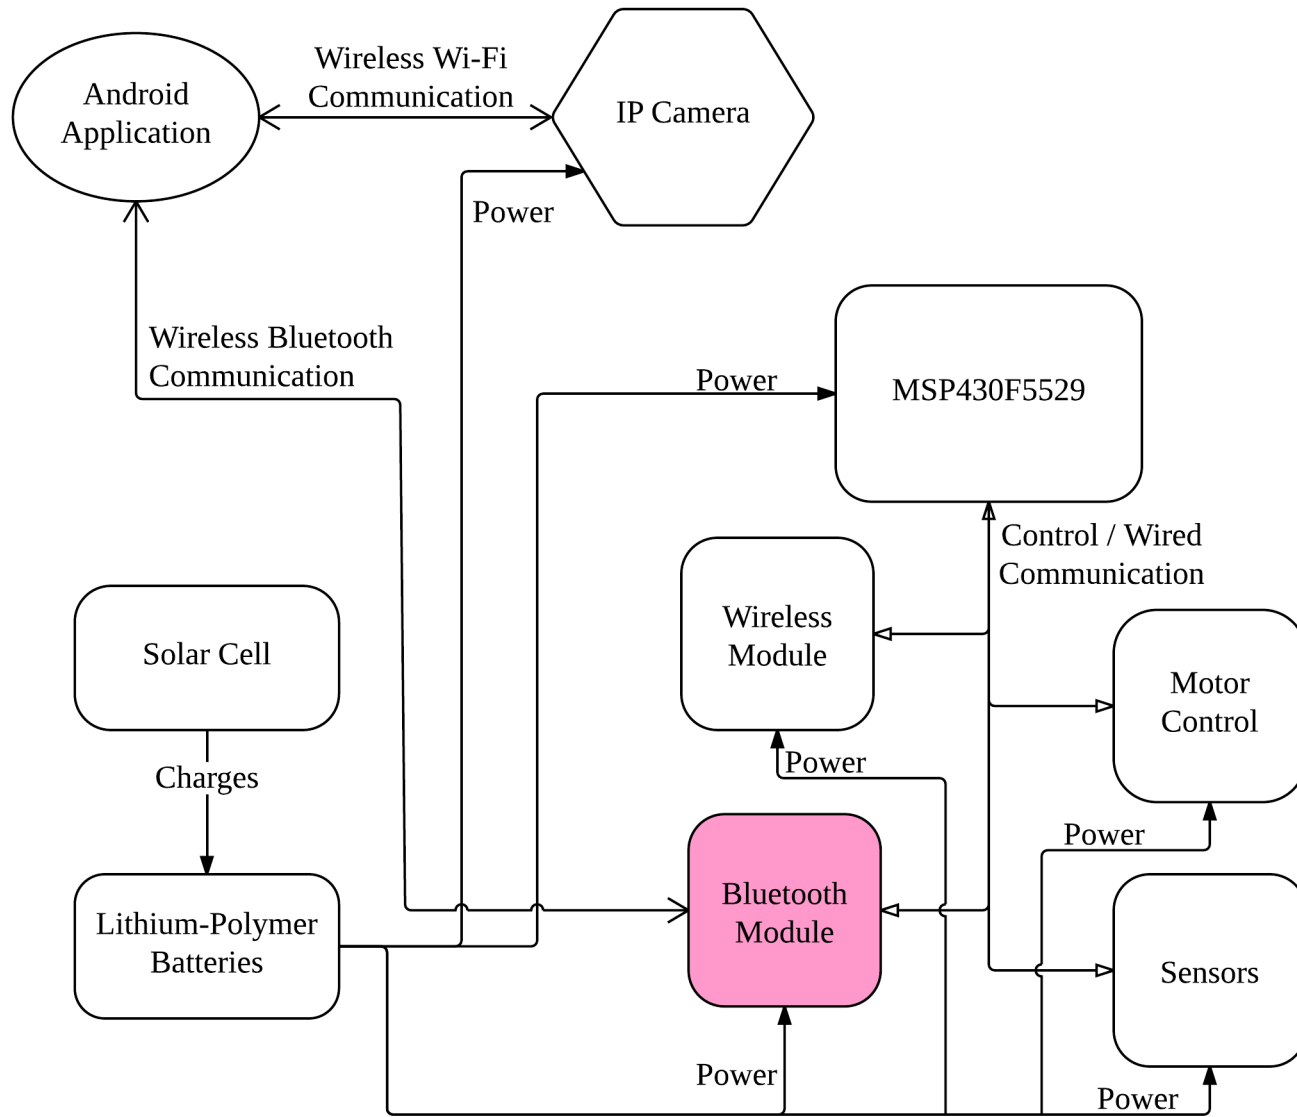 Android
Application
Wireless Wi-Fi
Communication
IP Camera
Power
Wireless Bluetooth
Communication
Power
MSP430F5529
Control / Wired
Communication
Wireless
Module
Solar Cell
Motor
Control
Charges
Power
Power
Lithium-Polymer
Batteries
Bluetooth
Module
Sensors
Power
Power